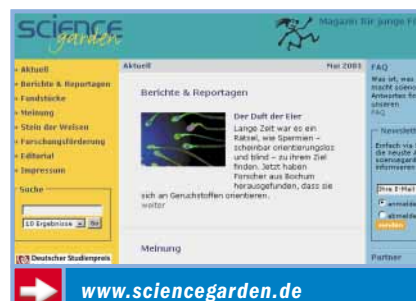 SCIENCE
garden
Magazin für junge F
Aktuell
Berichte & Reportagen
Fundstücke
Meinung
Stein der Weisen
Forschungsförderung
Editorial
Impressum
Suche
10 Ergebnisse
Go
Deutscher Studienpreis
Aktuell
Mai 2003
Berichte & Reportagen
Der Duft der Eier
Lange Zeit war es ein
Rätsel, wie Spermien –
scheinbar orientierungslos
und blind – zu ihrem Ziel
finden. Jetzt haben
Forscher aus Bochum
herausgefunden, dass sie
sich an Geruchstoffen orientieren.
weiter
Meinung
FAQ
Was ist, was
macht scienc
Antworten fin
unseren
FAQ
Newslett
Einfach via
die neuste A
sciencegarde
informieren
Ihre E-Mail
anmelde
abmelde
senden
Partner
www.sciencegarden.de